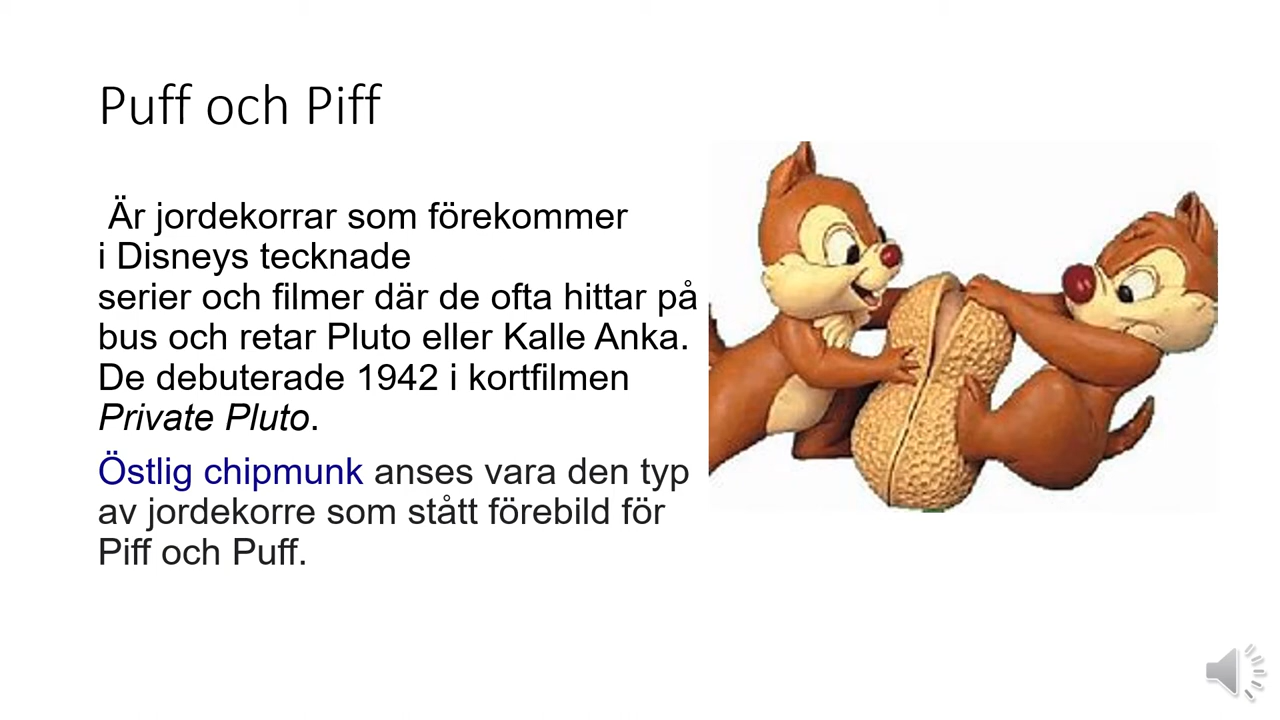 Puff och Piff
Är jordekorrar som förekommer
i Disneys tecknade
serier och filmer där de ofta hittar på
bus och retar Pluto eller Kalle Anka.
De debuterade 1942 i kortfilmen
Private Pluto.
Östlig chipmunk anses vara den typ
av jordekorre som stått förebild för
Piff och Puff.